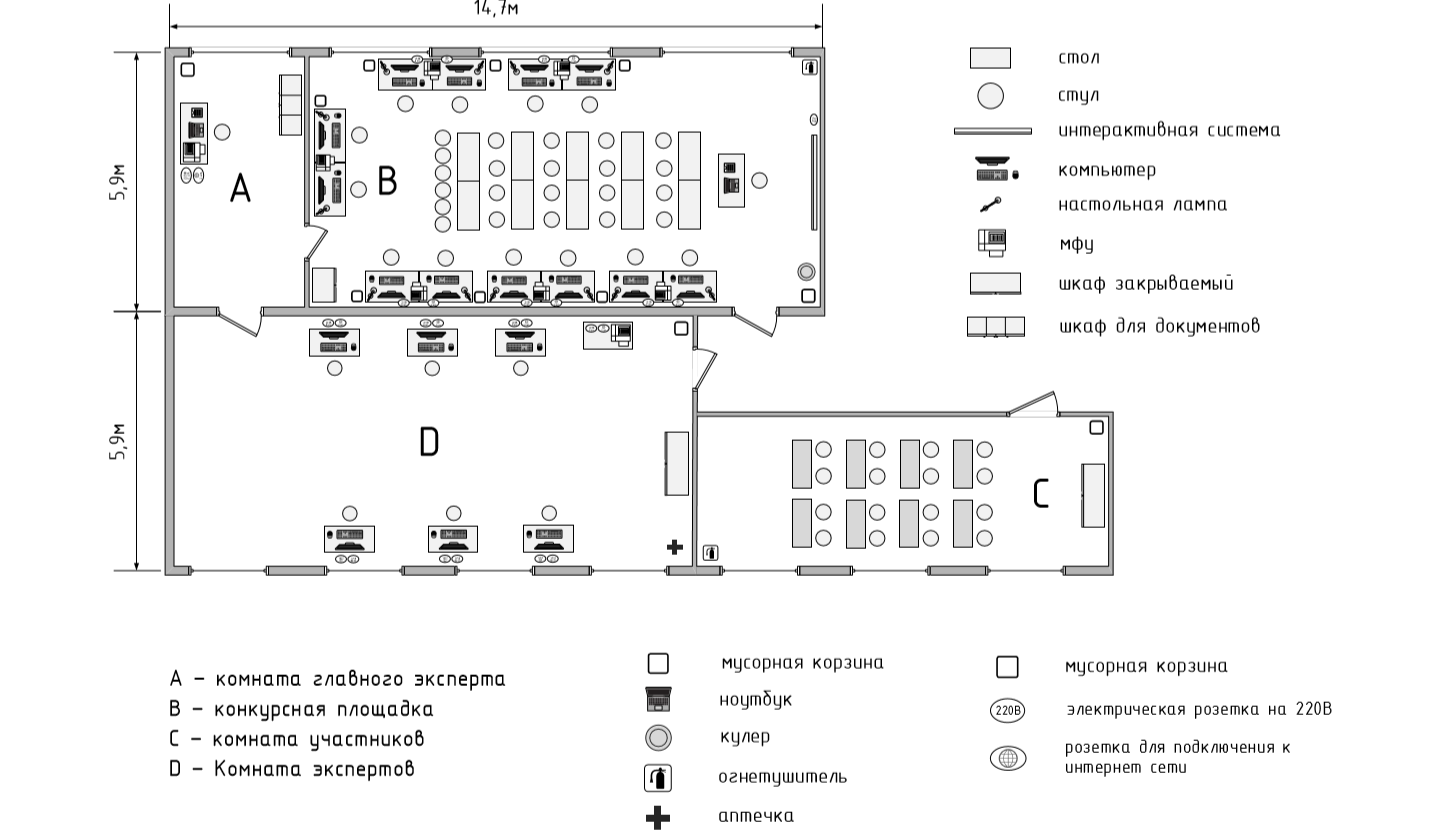 14,7м
5,9м
5,9м
A
B
D
C
стол
стул
интерактивная система
компьютер
настольная лампа
мфу
шкаф закрываемый
шкаф для документов
A – комната главного эксперта
B – конкурсная площадка
C – комната участников
D – Комната экспертов
мусорная корзина
ноутбук
кулер
огнетушитель
аптечка
мусорная корзина
220В
электрическая розетка на 220В
розетка для подключения к
интернет сети